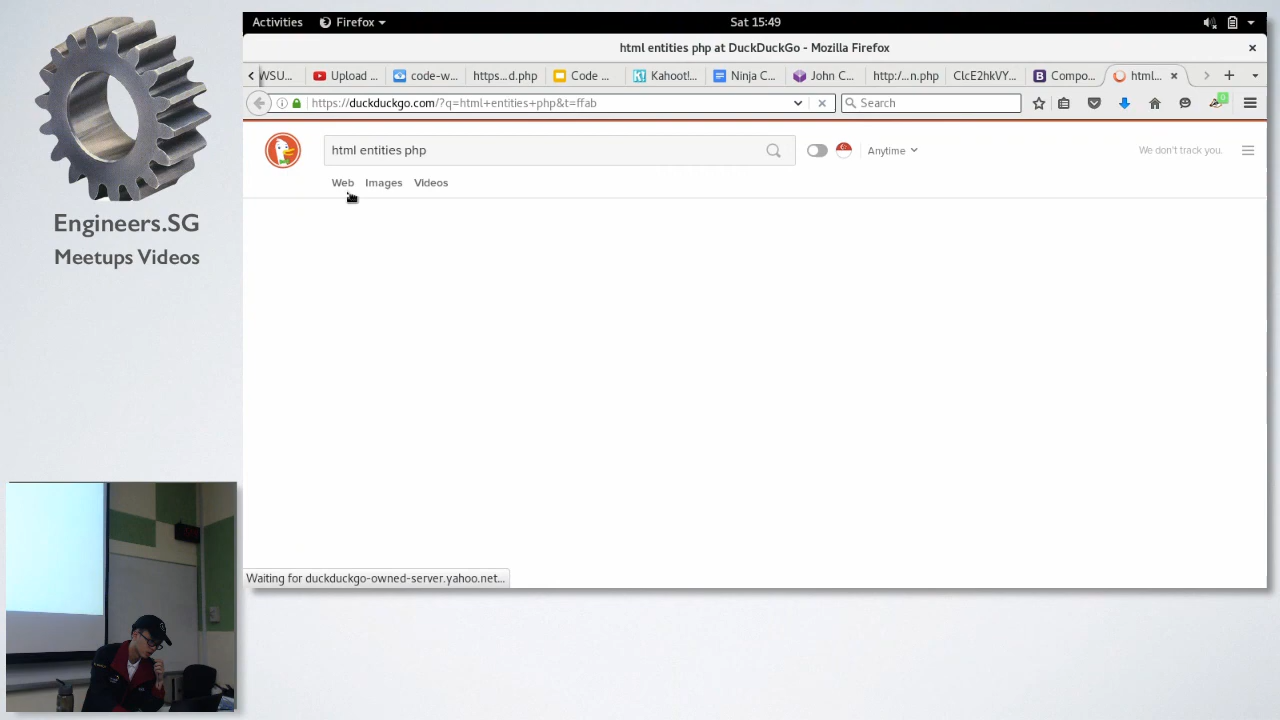 Engineers.SG
Meetups Videos
Activities Firefox Sat 15:49
html entities php at DuckDuckGo - Mozilla Firefox
WSU... Upload ... code-w... https...d.php Code ... Kahoot!... Ninja C... John C... http:/...n.php ClcE2hkVY... Compo... html...
https://duckduckgo.com/?q=html+entities+php&t=ffab Search 0
html entities php Anytime We don't track you.
Web Images Videos
Waiting for duckduckgo-owned-server.yahoo.net...